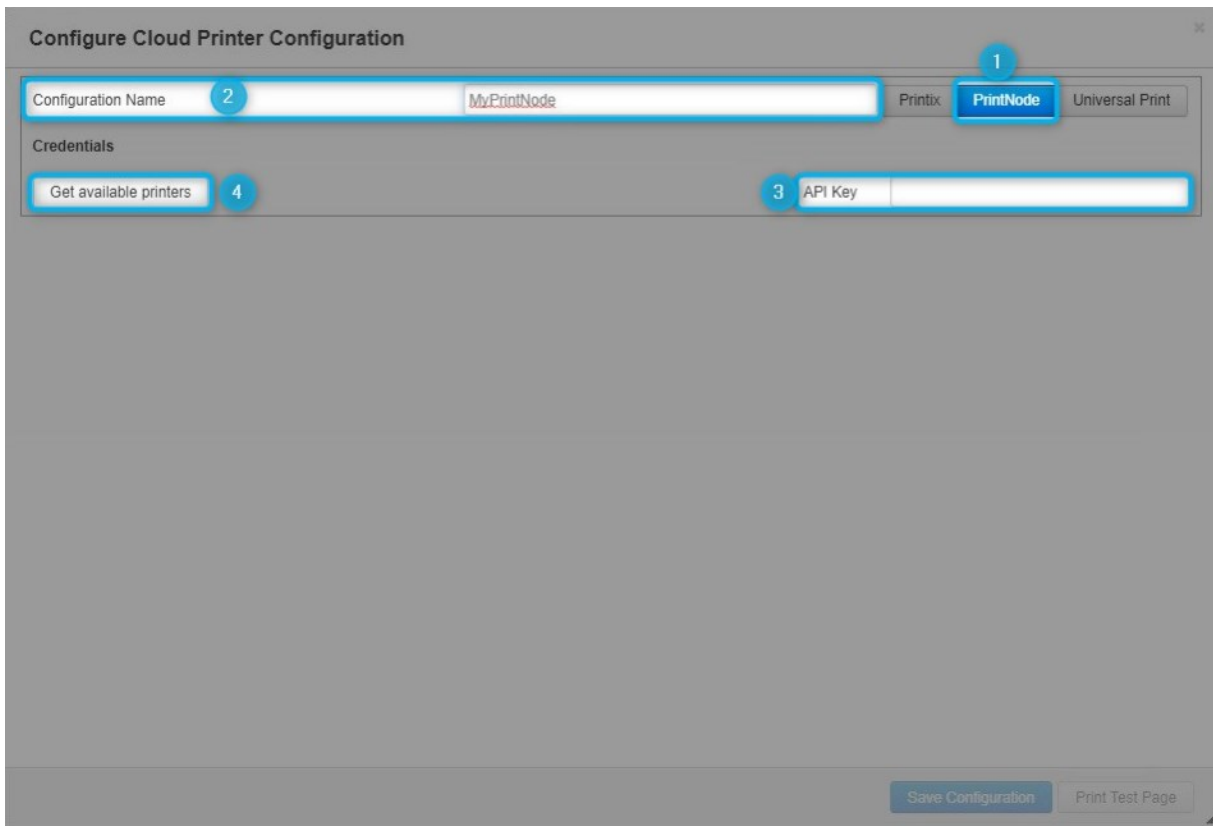 Configure Cloud Printer Configuration ×
1
Configuration Name 2 MyPrintNode Printix PrintNode Universal Print
Credentials
Get available printers 4 3 API Key
Save Configuration Print Test Page